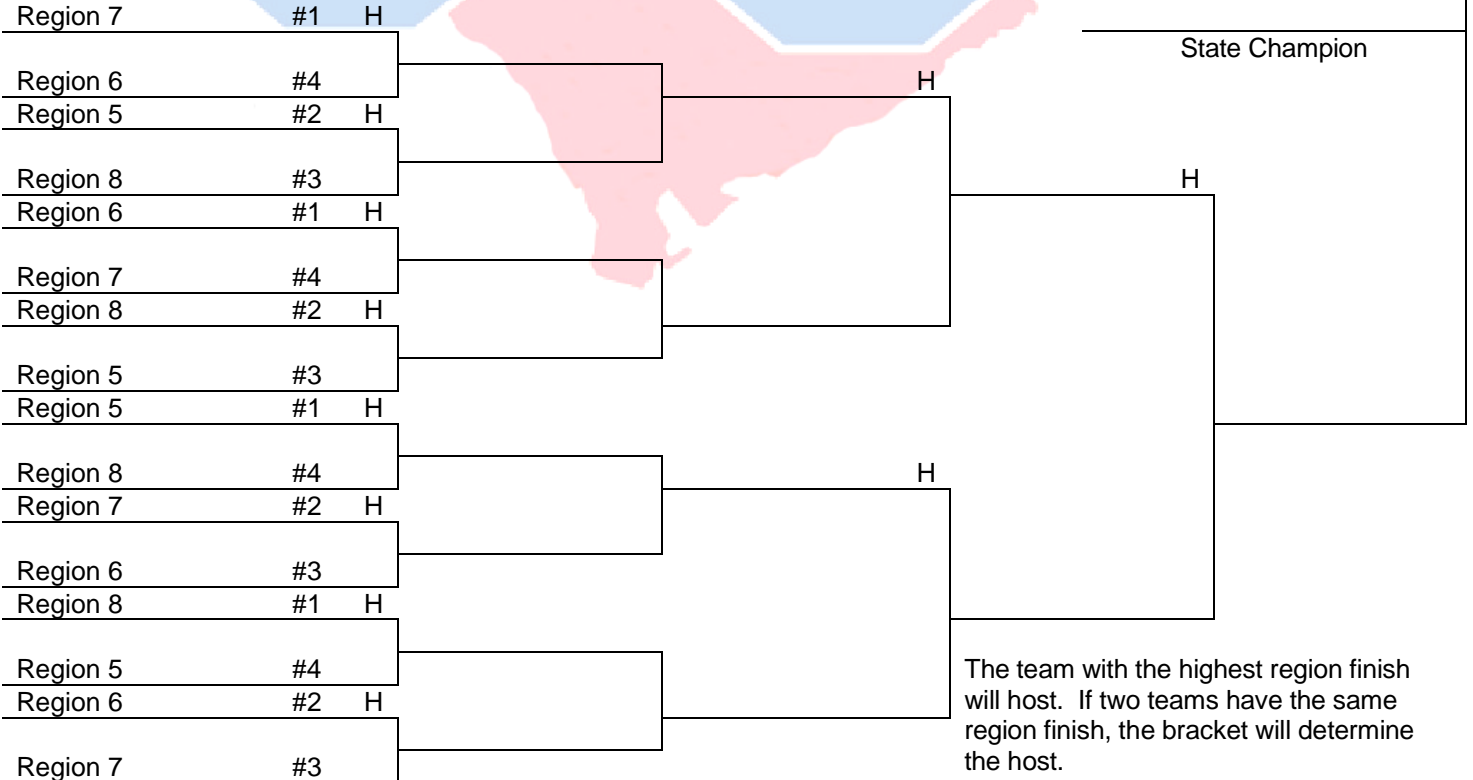 Region 7 #1 H
State Champion
Region 6 #4 H
Region 5 #2 H
Region 8 #3 H
Region 6 #1 H
Region 7 #4
Region 8 #2 H
Region 5 #3
Region 5 #1 H
Region 8 #4 H
Region 7 #2 H
Region 6 #3
Region 8 #1 H
Region 5 #4
Region 6 #2 H
Region 7 #3
The team with the highest region finish
will host. If two teams have the same
region finish, the bracket will determine
the host.